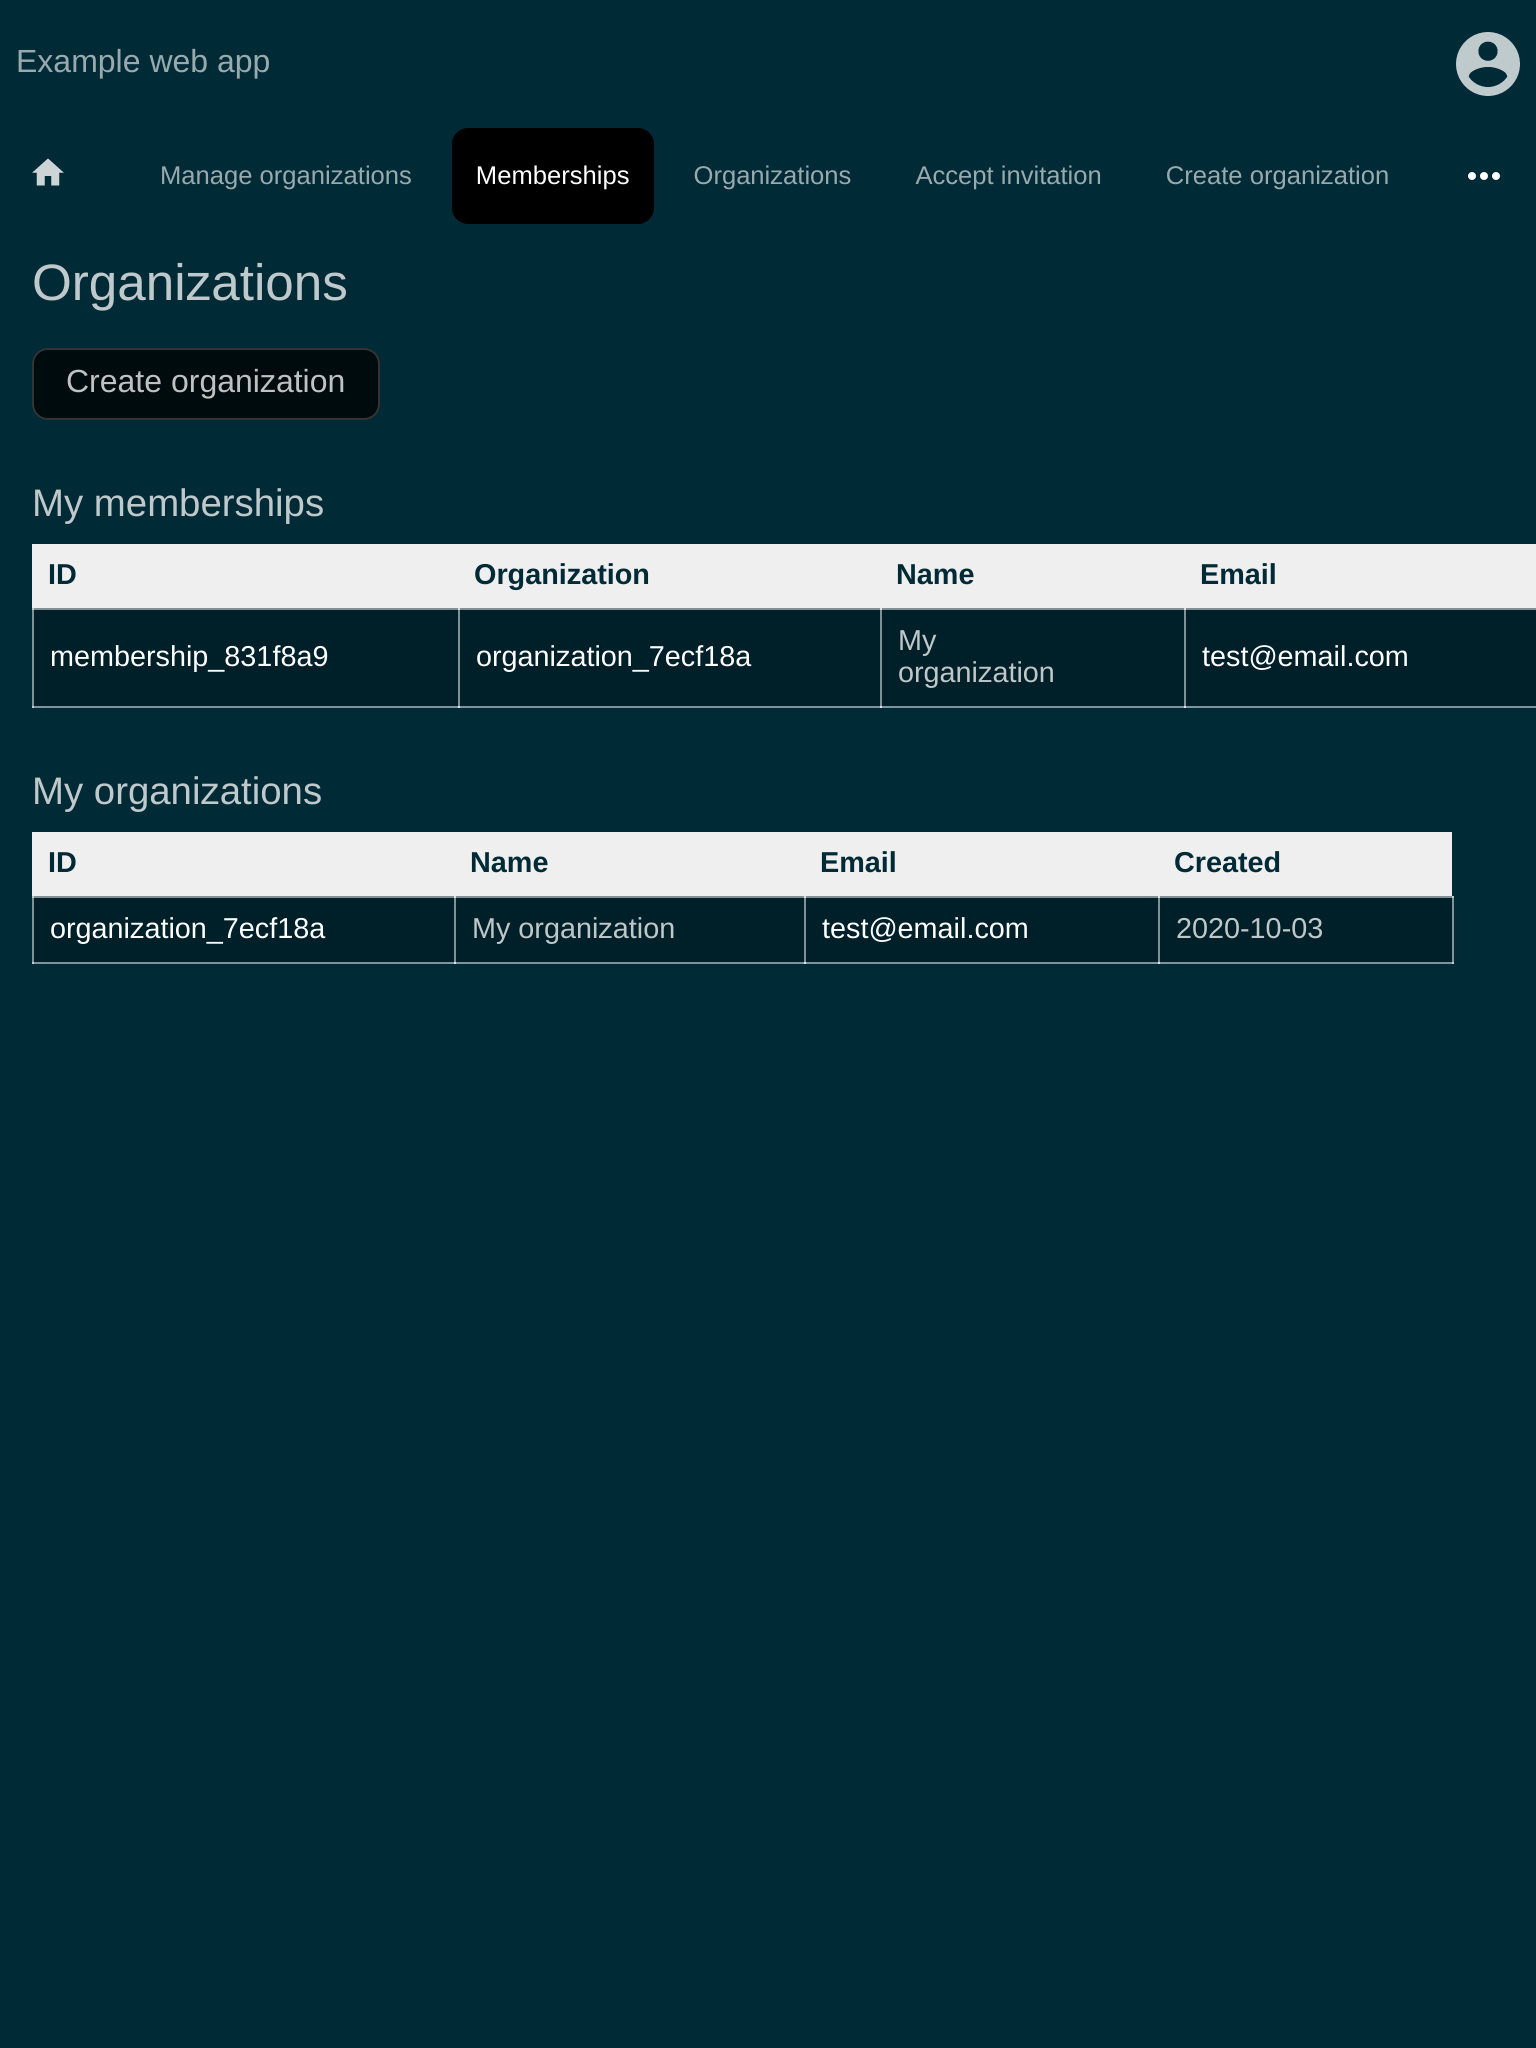 Example web app
Manage organizations Memberships Organizations Accept invitation Create organization
Organizations
Create organization
My memberships
ID Organization Name Email
membership_831f8a9 organization_7ecf18a My organization test@email.com
My organizations
ID Name Email Created
organization_7ecf18a My organization test@email.com 2020-10-03